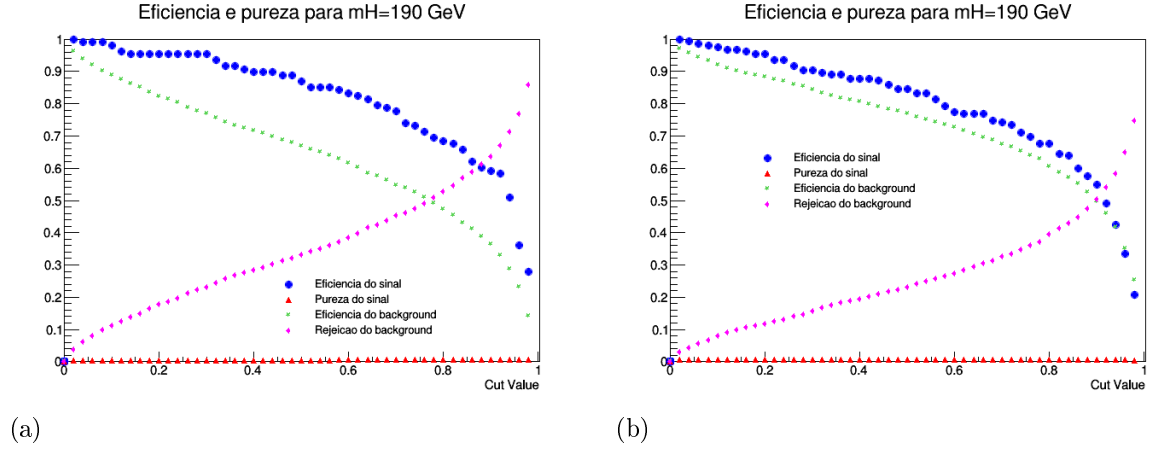 Eficiencia e pureza para mH=190 GeV
1
0.9
0.8
0.7
0.6
0.5
0.4
0.3
0.2
0.1
0
Eficiencia do sinal
Pureza do sinal
Eficiencia do background
Rejeicao do background
0 0.2 0.4 0.6 0.8 1
Cut Value
(a)
Eficiencia e pureza para mH=190 GeV
1
0.9
0.8
0.7
0.6
0.5
0.4
0.3
0.2
0.1
0
Eficiencia do sinal
Pureza do sinal
Eficiencia do background
Rejeicao do background
0 0.2 0.4 0.6 0.8 1
Cut Value
(b)